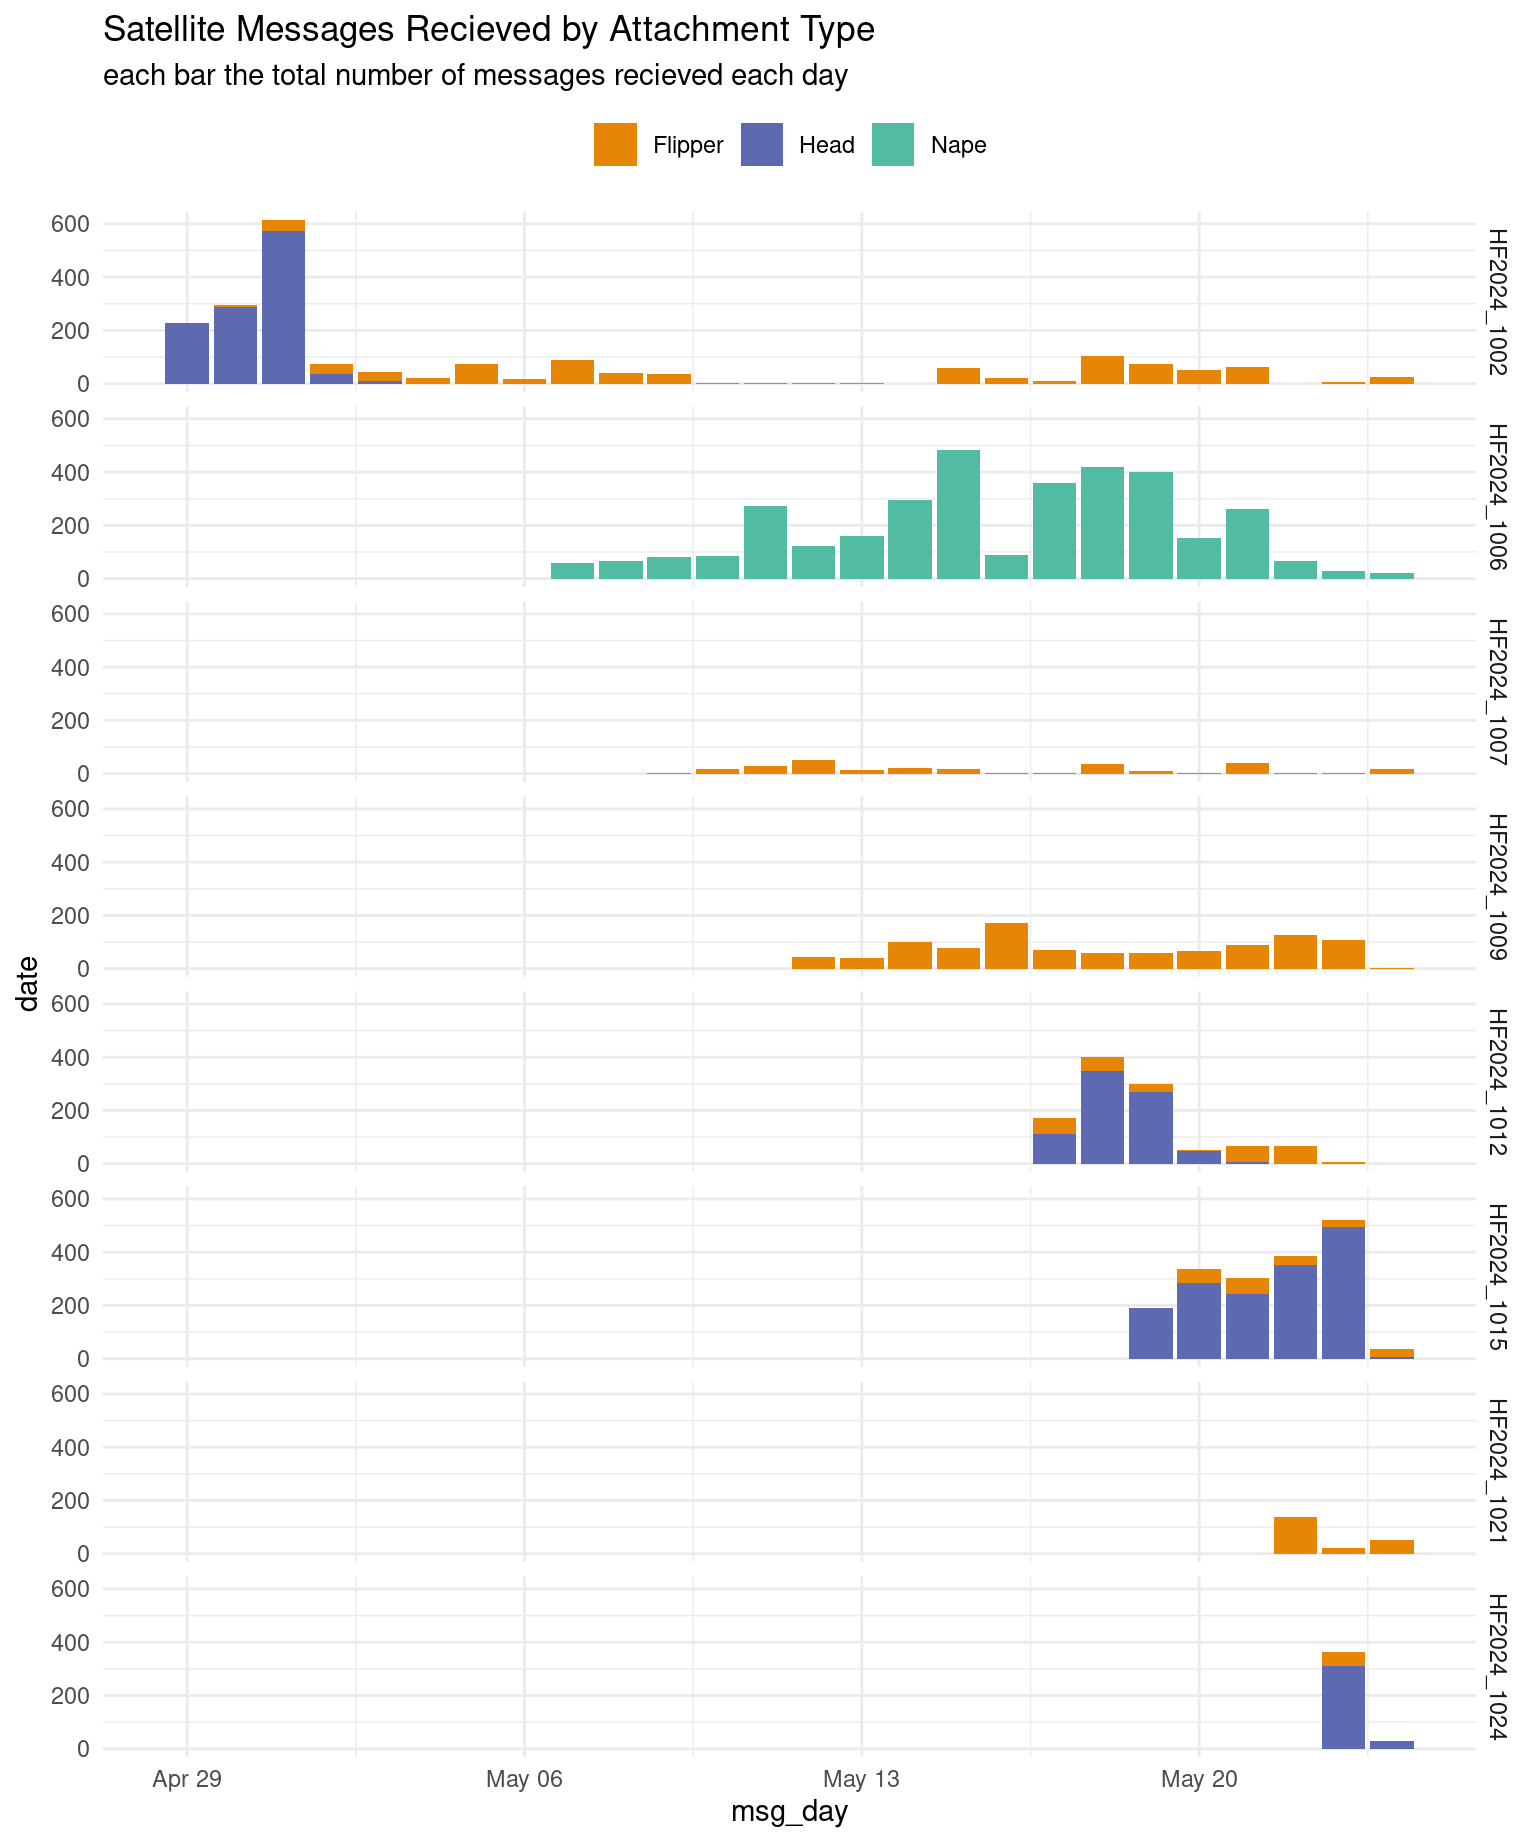 Satellite Messages Recieved by Attachment Type
each bar the total number of messages recieved each day
Flipper Head Nape
600
400
200
0
HF2024_1002
600
400
200
0
HF2024_1006
600
400
200
0
HF2024_1007
600
400
200
0
HF2024_1009
date
600
400
200
0
HF2024_1012
600
400
200
0
HF2024_1015
600
400
200
0
HF2024_1021
600
400
200
0
HF2024_1024
Apr 29 May 06 May 13 May 20
msg_day